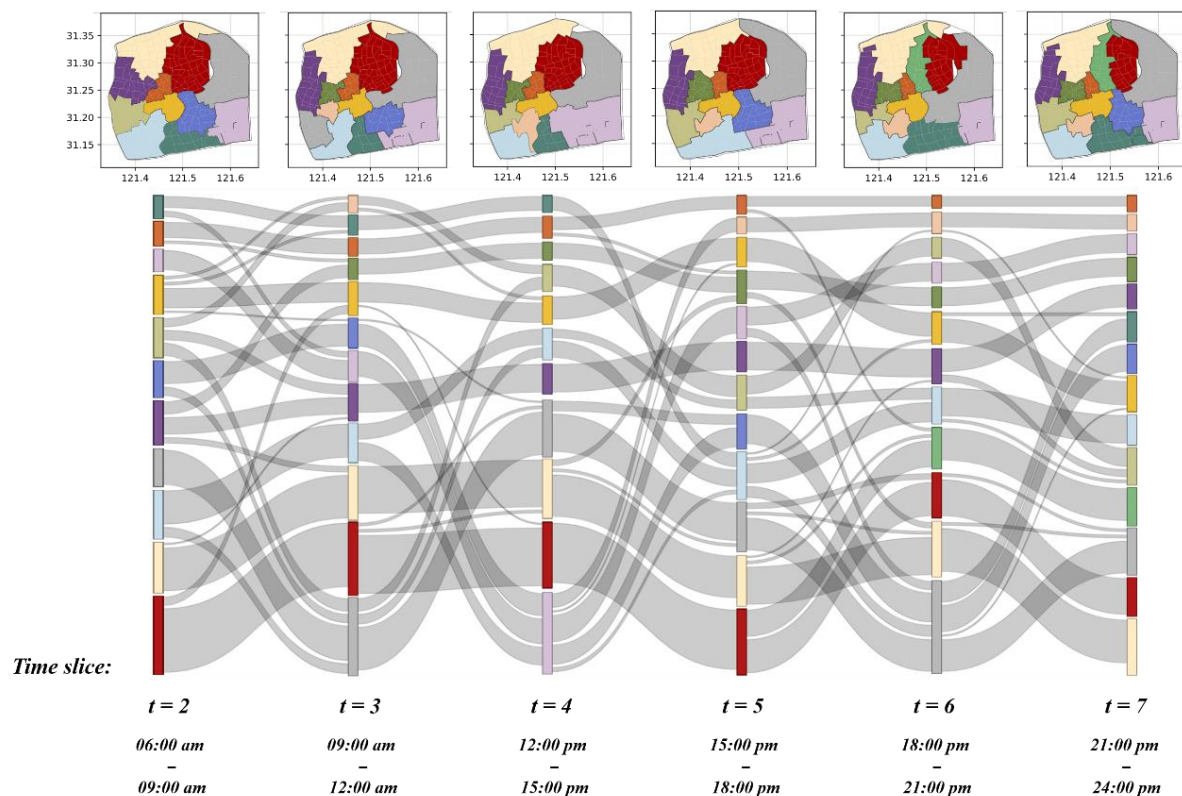 31.35
31.30
31.25
31.20
31.15
121.4 121.5 121.6 121.4 121.5 121.6 121.4 121.5 121.6 121.4 121.5 121.6 121.4 121.5 121.6 121.4 121.5 121.6
Time slice:
t = 2 t = 3 t = 4 t = 5 t = 6 t = 7
06:00 am 09:00 am 12:00 pm 15:00 pm 18:00 pm 21:00 pm
– – – – – –
09:00 am 12:00 am 15:00 pm 18:00 pm 21:00 pm 24:00 pm